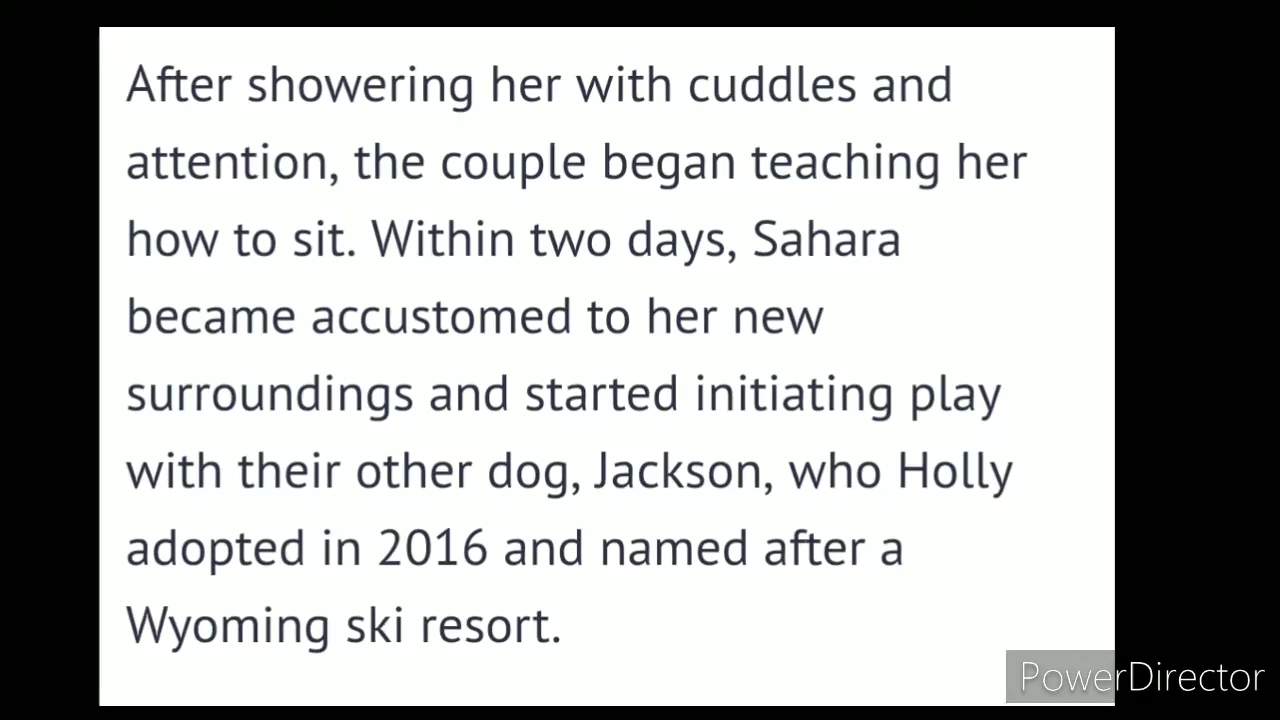 After showering her with cuddles and
attention, the couple began teaching her
how to sit. Within two days, Sahara
became accustomed to her new
surroundings and started initiating play
with their other dog, Jackson, who Holly
adopted in 2016 and named after a
Wyoming ski resort.
PowerDirector